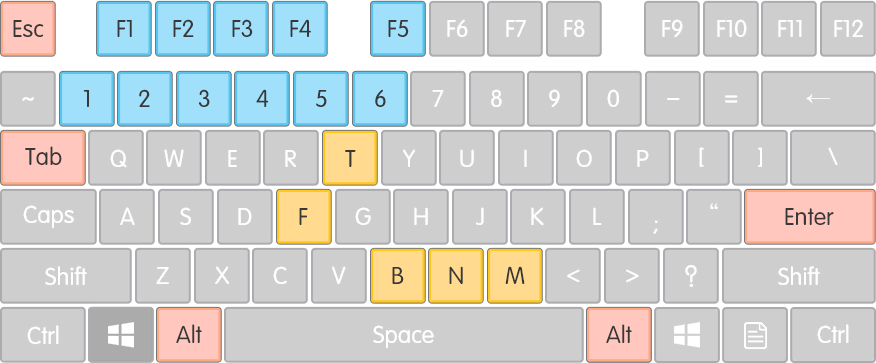 Esc F1 F2 F3 F4 F5 F6 F7 F8 F9 F10 F11 F12
~ 1 2 3 4 5 6 7 8 9 0 – = ←
Tab Q W E R T Y U I O P [ ] \
Caps A S D F G H J K L ; “ Enter
Shift Z X C V B N M < > ? Shift
Ctrl Alt Space Alt Ctrl